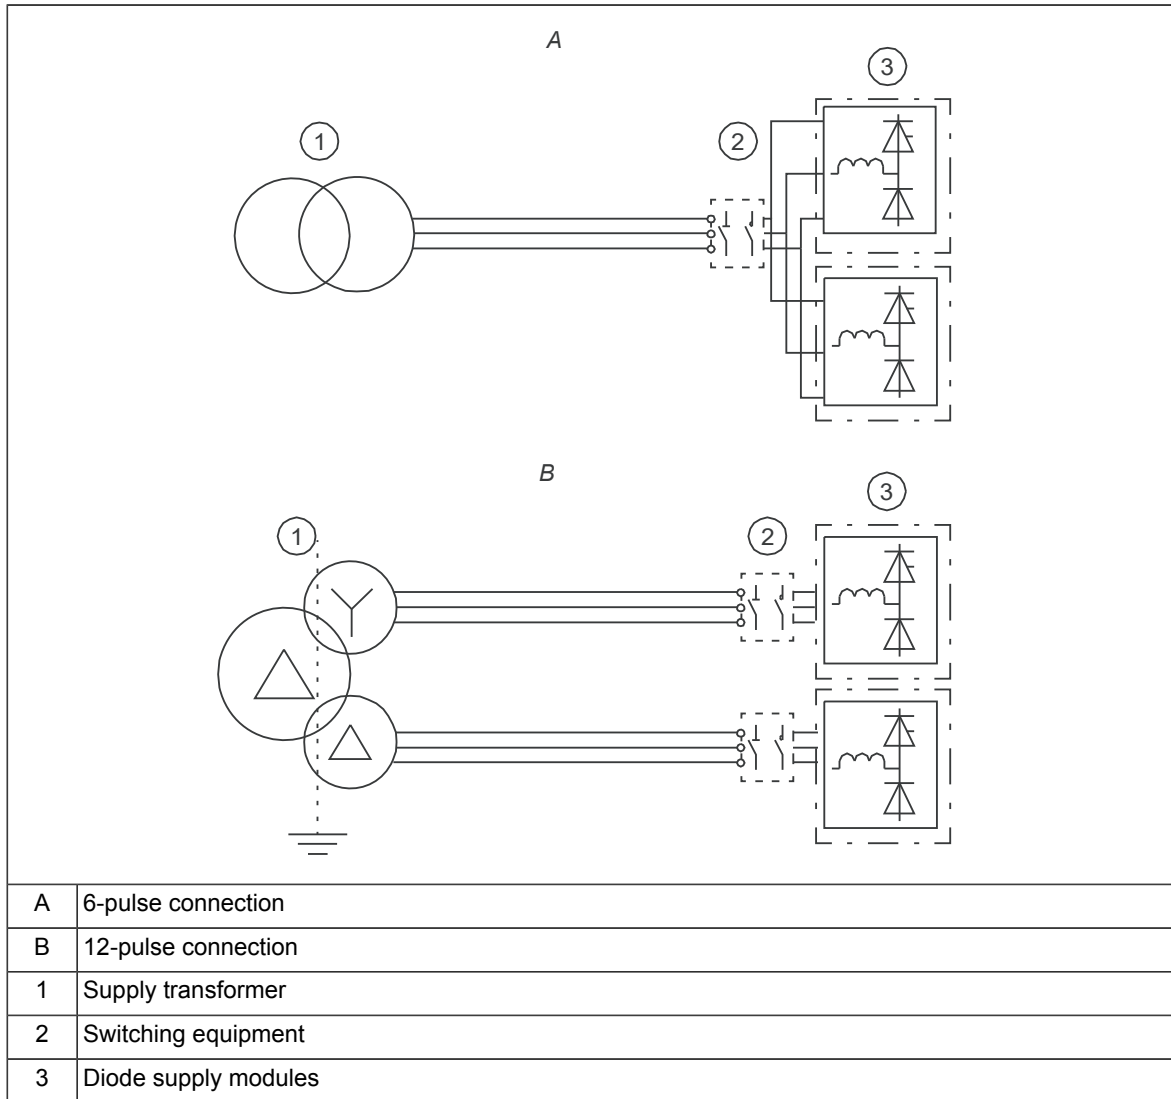 A
3
1
2
B
3
1
2
A 6-pulse connection
B 12-pulse connection
1 Supply transformer
2 Switching equipment
3 Diode supply modules